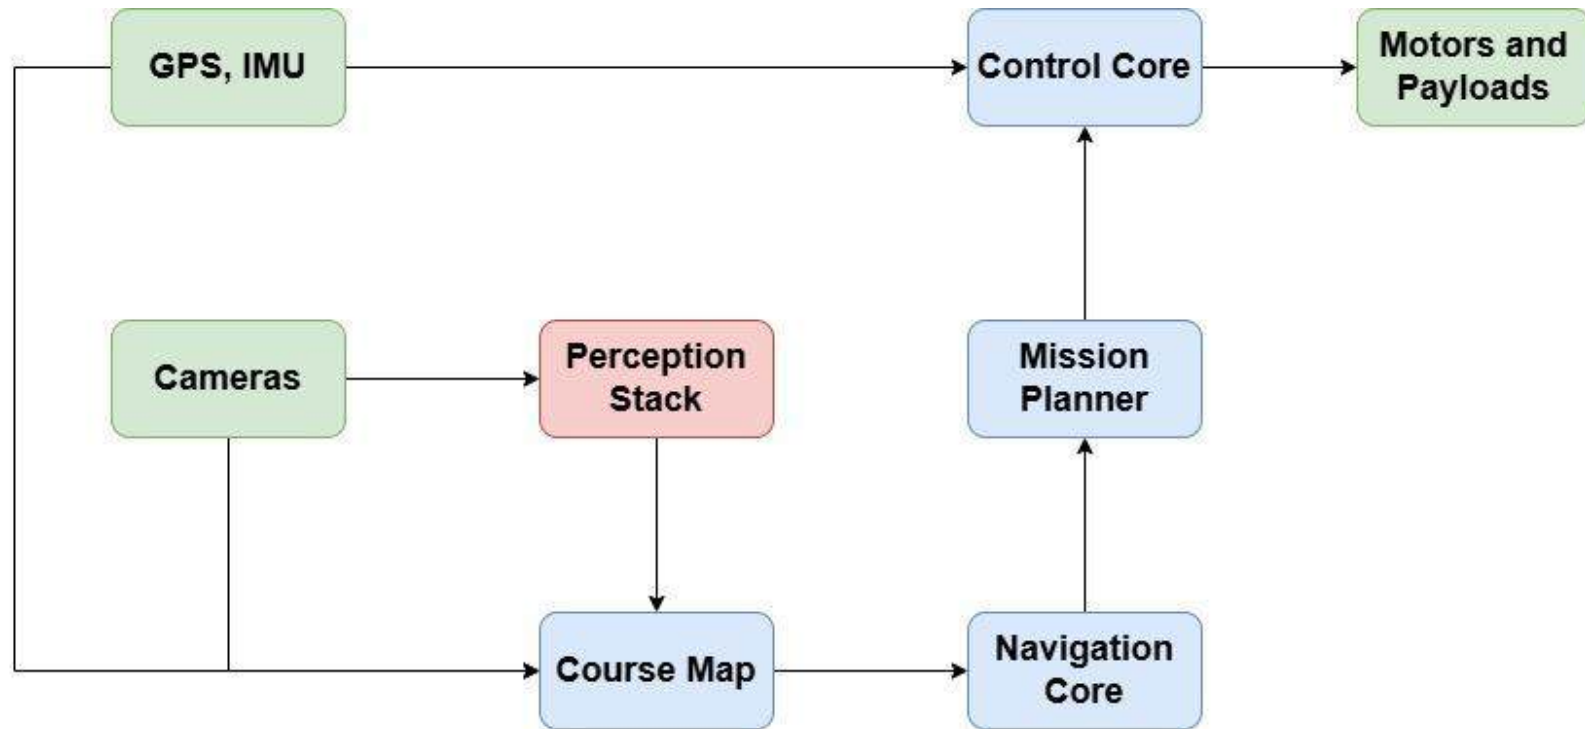 GPS, IMU
Control Core
Motors and
Payloads
Cameras
Perception
Stack
Mission
Planner
Course Map
Navigation
Core